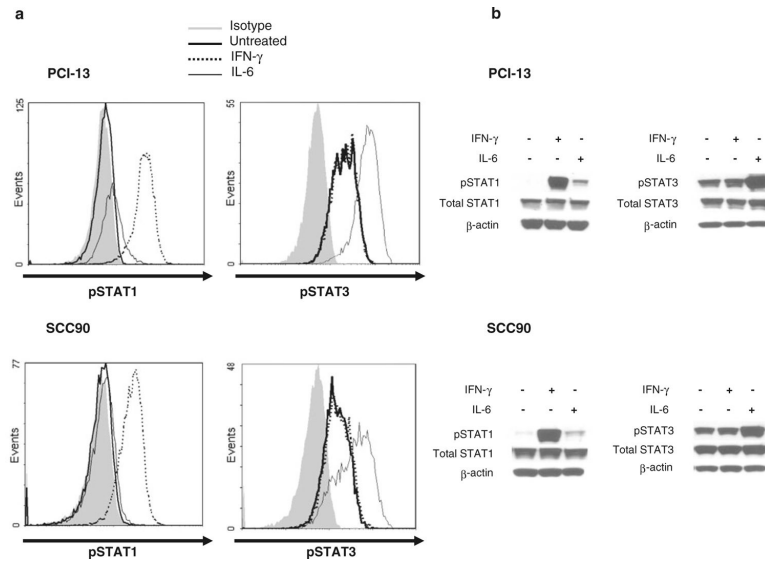 a
Isotype
Untreated
IFN-γ
IL-6
PCI-13
125
Events
0
pSTAT1
55
Events
0
pSTAT3
SCC90
77
Events
0
pSTAT1
48
Events
0
pSTAT3
b
PCI-13
IFN-γ - + -
IL-6 - - +
pSTAT1
Total STAT1
β-actin
IFN-γ - + -
IL-6 - - +
pSTAT3
Total STAT3
β-actin
SCC90
IFN-γ - + -
IL-6 - - +
pSTAT1
Total STAT1
β-actin
IFN-γ - + -
IL-6 - - +
pSTAT3
Total STAT3
β-actin